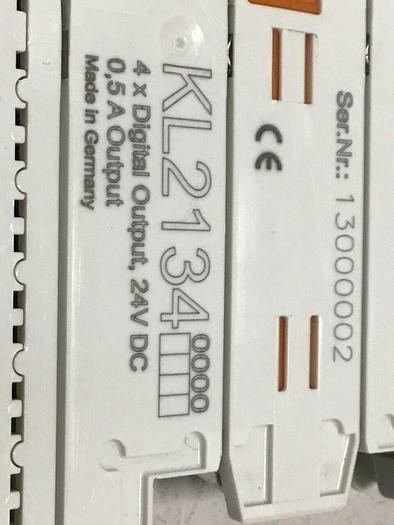 Ser.Nr.: 13000002
CE
KL2134 0000
4 x Digital Output, 24V DC
0,5 A Output
Made in Germany